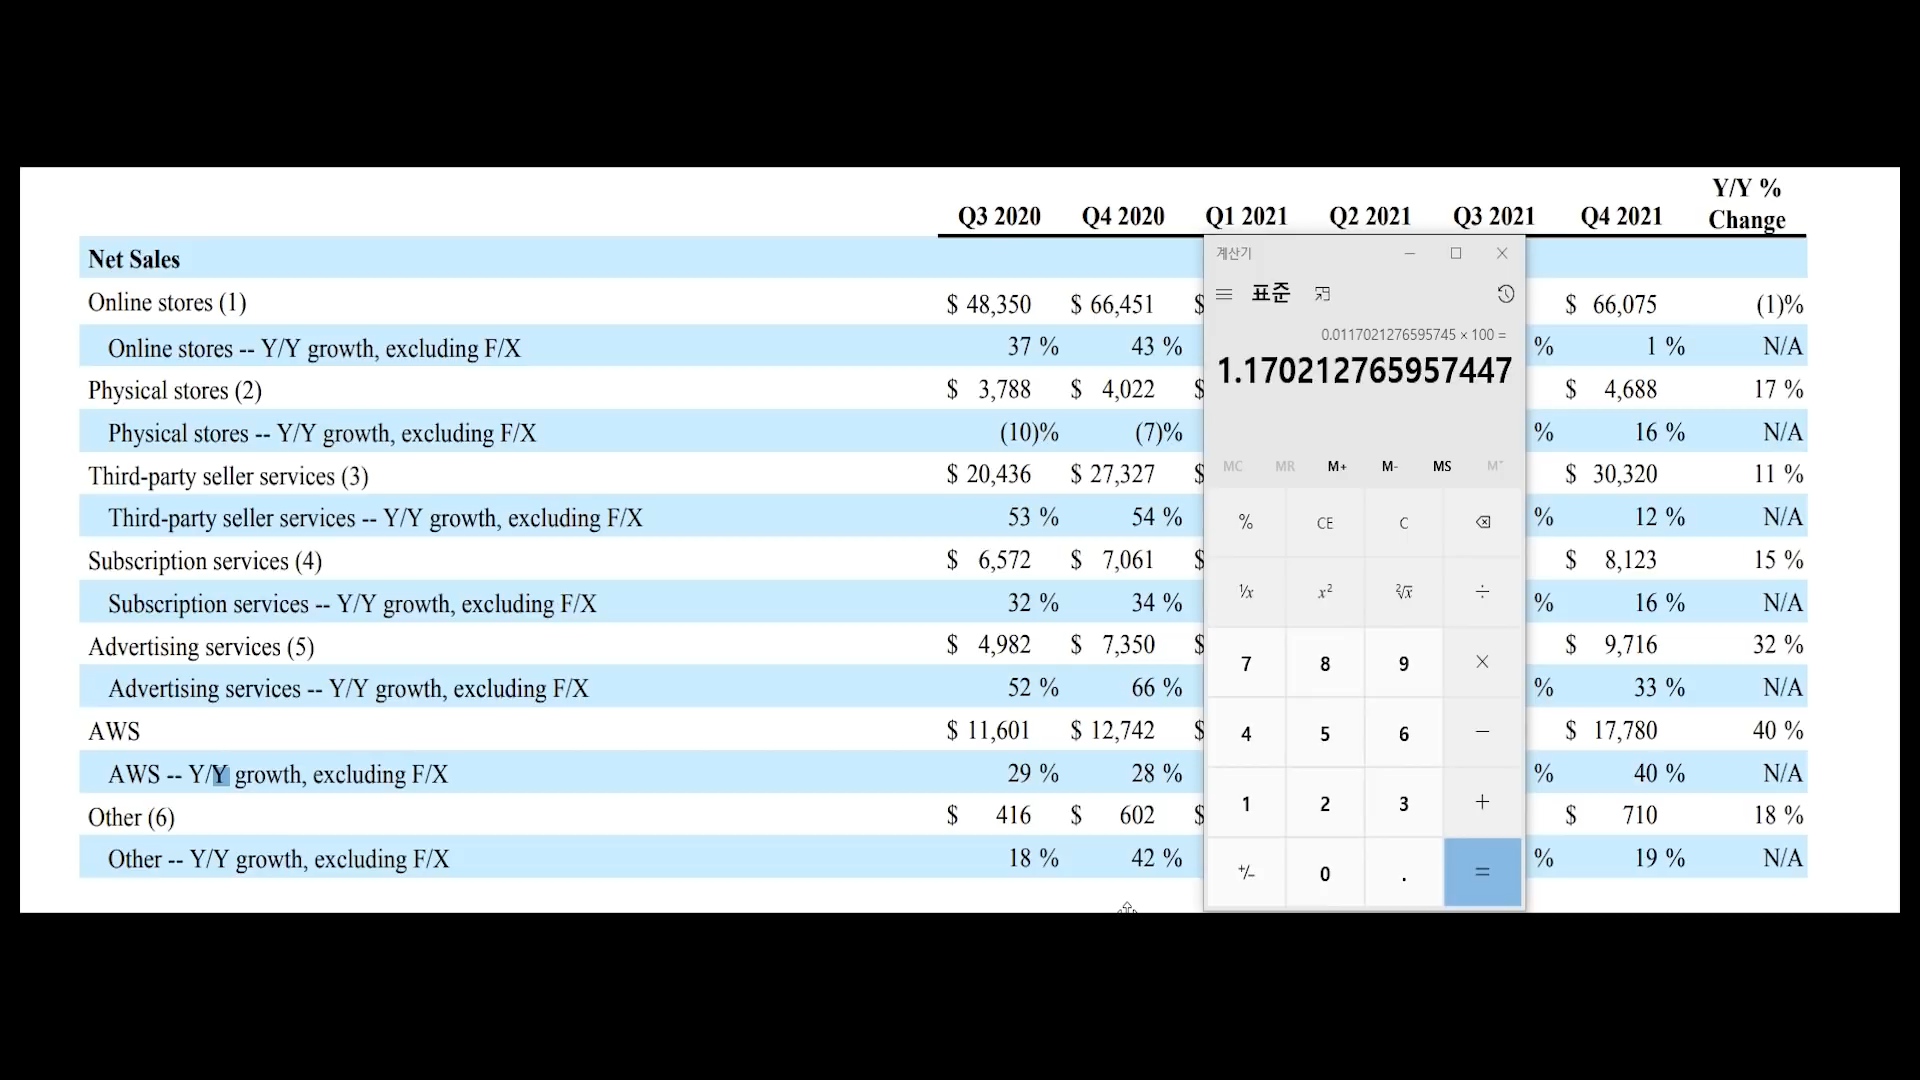 Y/Y %
Q3 2020 Q4 2020 Q1 2021 Q2 2021 Q3 2021 Q4 2021 Change
Net Sales
Online stores (1) $ 48,350 $ 66,451 $ $ 66,075 (1)%
Online stores -- Y/Y growth, excluding F/X 37 % 43 % % 1 % N/A
Physical stores (2) $ 3,788 $ 4,022 $ $ 4,688 17 %
Physical stores -- Y/Y growth, excluding F/X (10)% (7)% % 16 % N/A
Third-party seller services (3) $ 20,436 $ 27,327 $ $ 30,320 11 %
Third-party seller services -- Y/Y growth, excluding F/X 53 % 54 % % 12 % N/A
Subscription services (4) $ 6,572 $ 7,061 $ $ 8,123 15 %
Subscription services -- Y/Y growth, excluding F/X 32 % 34 % % 16 % N/A
Advertising services (5) $ 4,982 $ 7,350 $ $ 9,716 32 %
Advertising services -- Y/Y growth, excluding F/X 52 % 66 % % 33 % N/A
AWS $ 11,601 $ 12,742 $ $ 17,780 40 %
AWS -- Y/Y growth, excluding F/X 29 % 28 % % 40 % N/A
Other (6) $ 416 $ 602 $ $ 710 18 %
Other -- Y/Y growth, excluding F/X 18 % 42 % % 19 % N/A
계산기
표준
0.0117021276595745 × 100 =
1.170212765957447
MC MR M+ M- MS M˅
% CE C
¹/x x² ²√x ÷
7 8 9 ×
4 5 6 −
1 2 3 +
+/- 0 . =